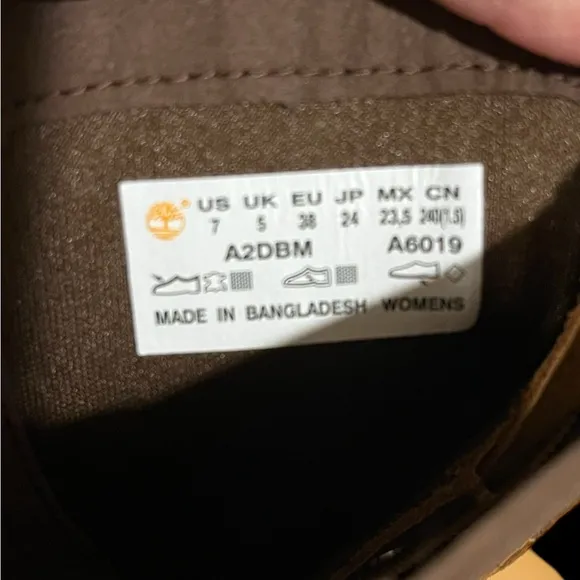 US UK EU JP MX CN
7 5 38 24 23,5 240(1.5)
A2DBM A6019
MADE IN BANGLADESH WOMENS